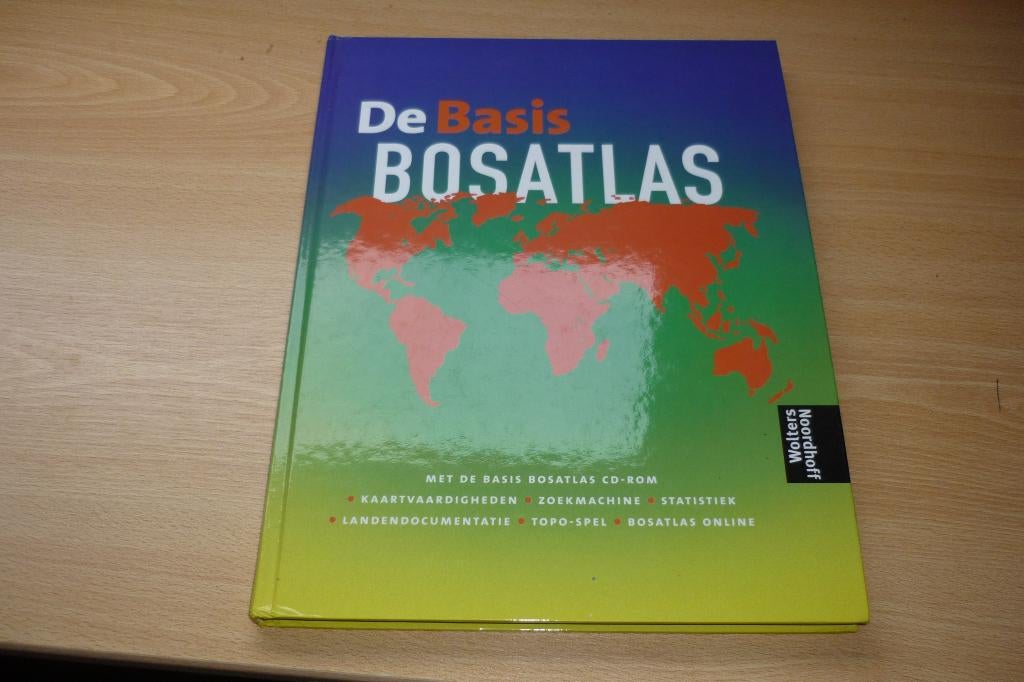 De Basis
BOSATLAS
Wolters
Noordhoff
MET DE BASIS BOSATLAS CD-ROM
• KAARTVAARDIGHEDEN • ZOEKMACHINE • STATISTIEK
• LANDENDOCUMENTATIE • TOPO-SPEL • BOSATLAS ONLINE